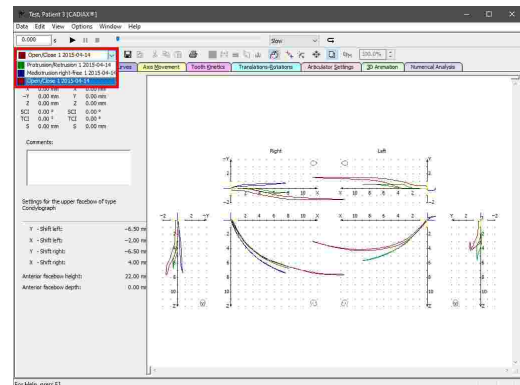 Test, Patient 3 [CADIAX®]
Data Edit View Options Window Help
0.000 s Slow
Open/Close 1 2015-04-14 100.0%
Protrusion/Retrusion 1 2015-04-14
Mediotrusion right-free 1 2015-04-14
Open/Close 1 2015-04-14
Axis Movement Tooth Kinetics Translations-Rotations Articulator Settings 3D Animation Numerical Analysis
X 0.00 mm X 0.00 mm
-Y 0.00 mm Y 0.00 mm
Z 0.00 mm Z 0.00 mm
SCI 0.00 ° SCI 0.00 °
TCI 0.00 ° TCI 0.00 °
S 0.00 mm S 0.00 mm
Comments:
Right Left
Settings for the upper facebow of type
Condylograph
Y - Shift left: -6.50 mm
X - Shift left: -2.00 mm
Y - Shift right: -6.50 mm
X - Shift right: 4.00 mm
Anterior facebow height: 22.00 mm
Anterior facebow depth: 0.00 mm
For Help, press F1